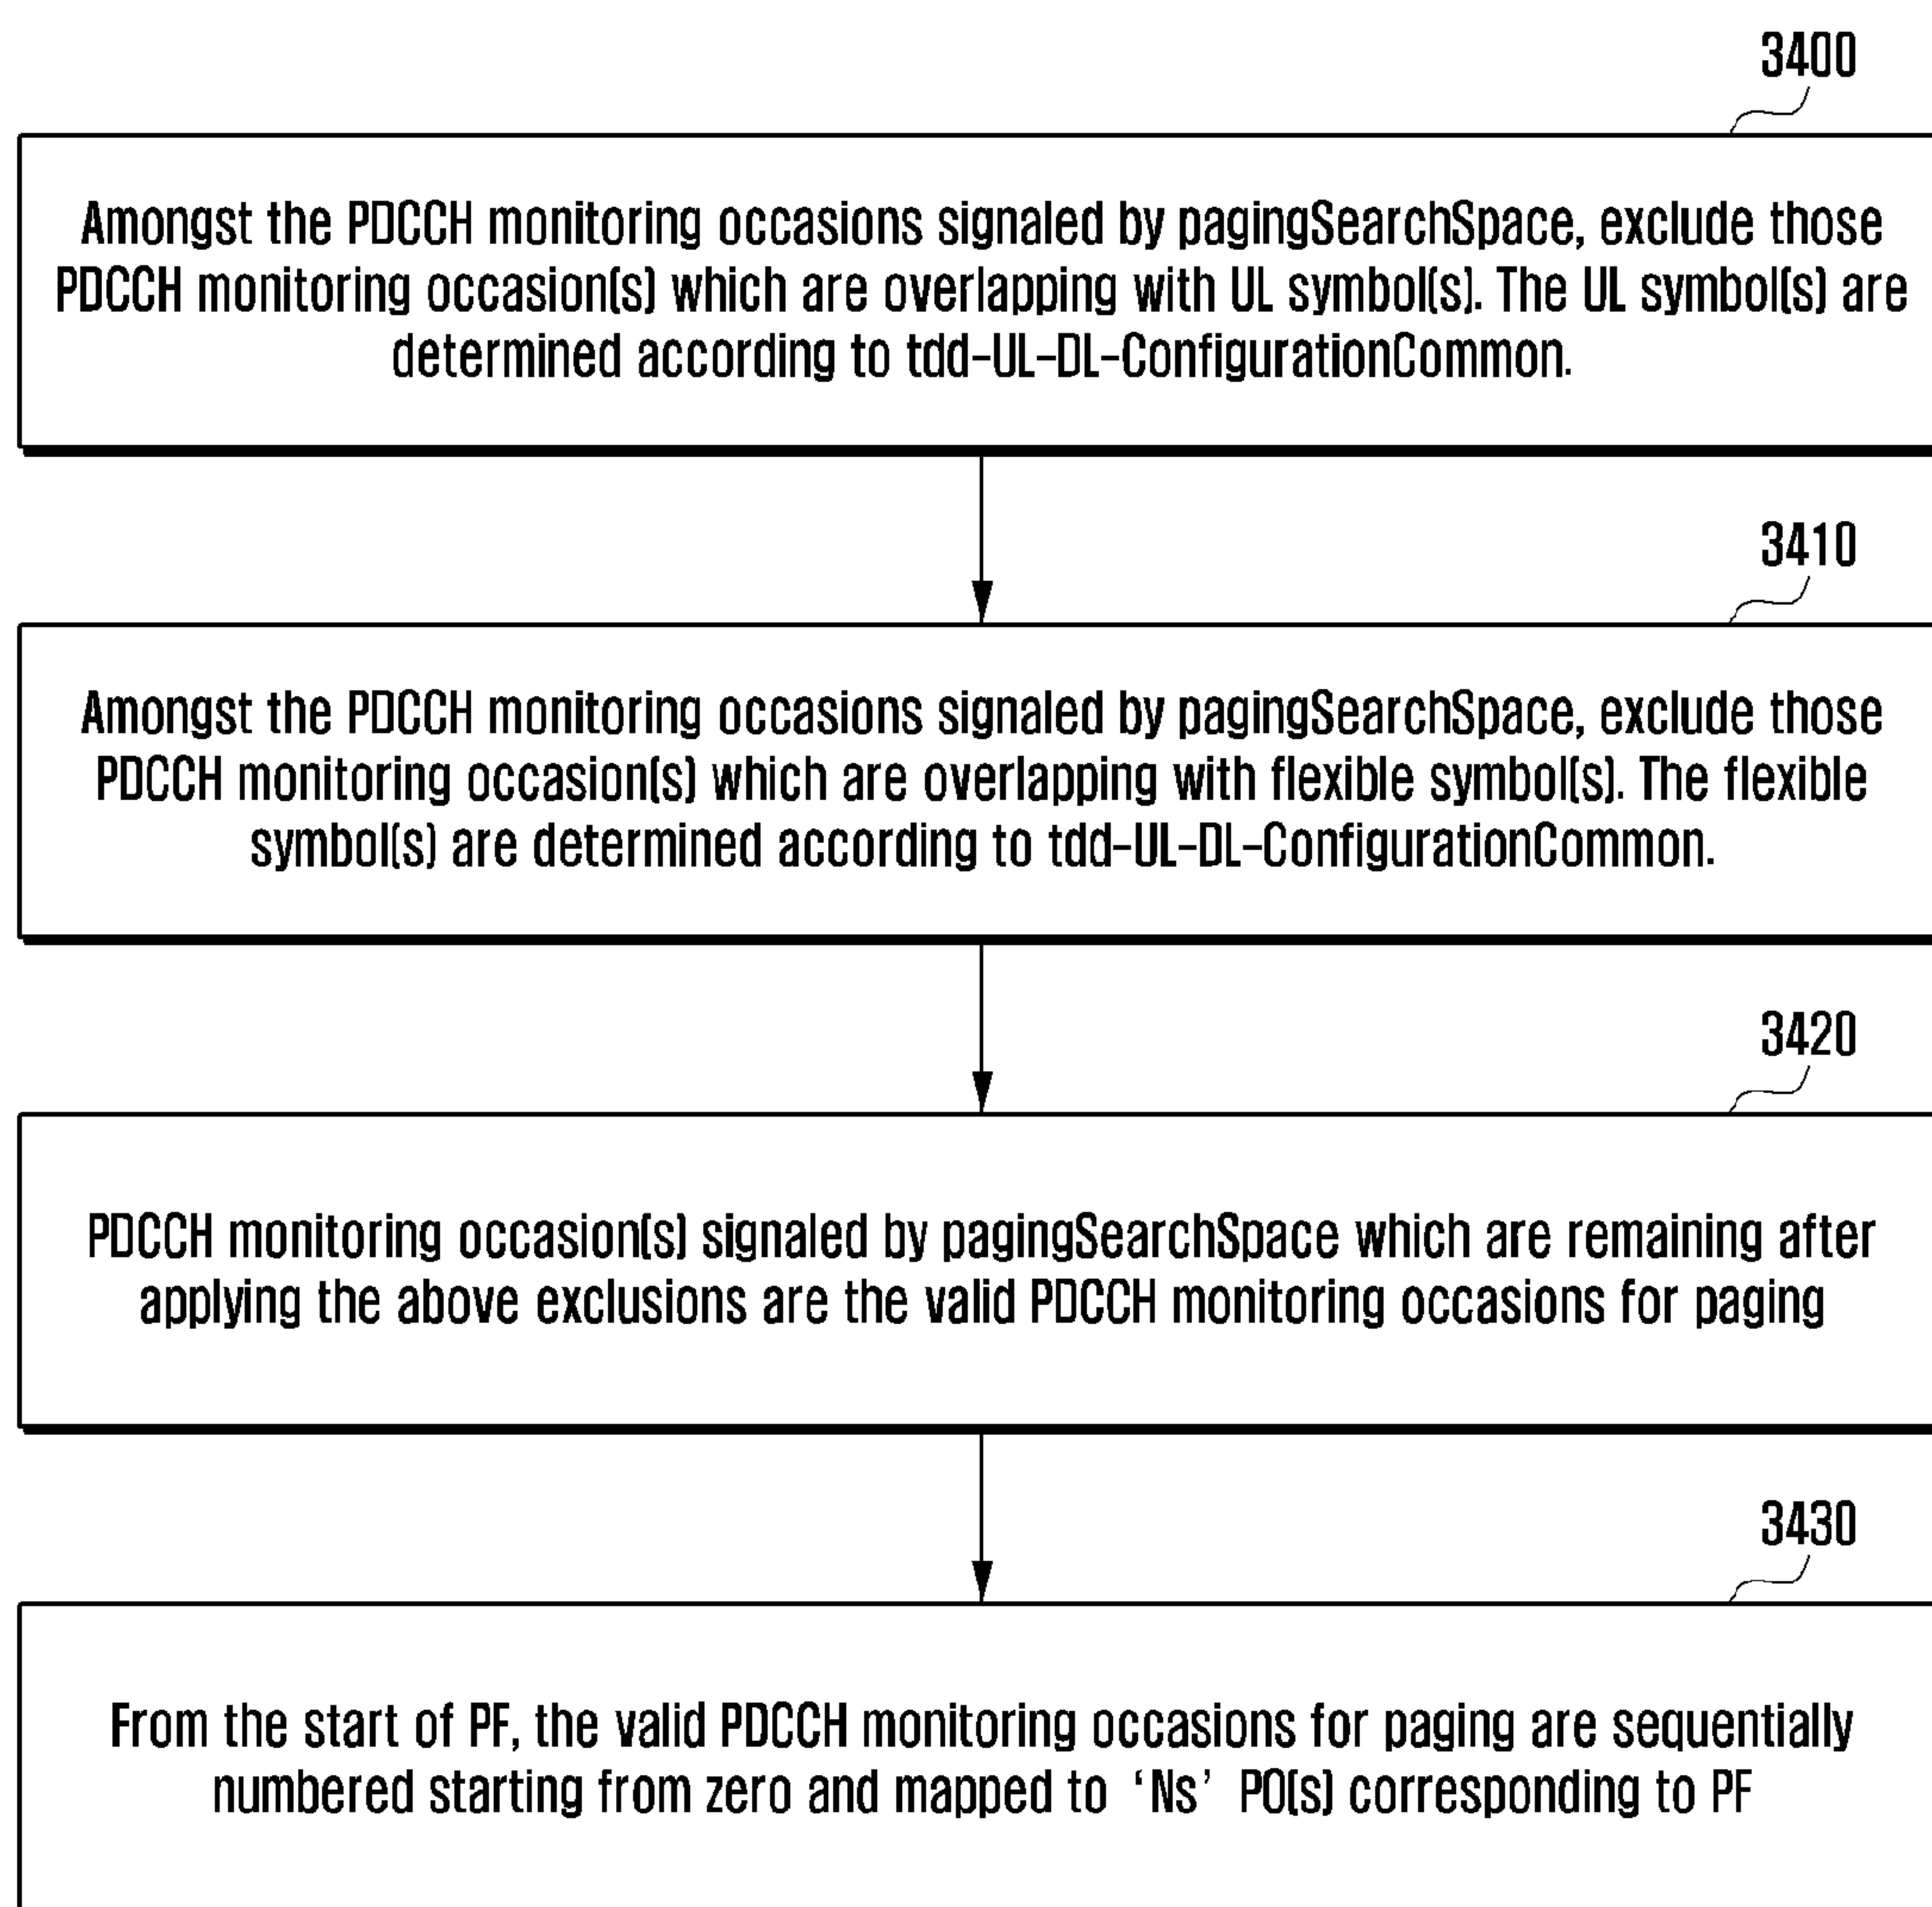 3400
Amongst the PDCCH monitoring occasions signaled by pagingSearchSpace, exclude those
PDCCH monitoring occasion(s) which are overlapping with UL symbol(s). The UL symbol(s) are
determined according to tdd-UL-DL-ConfigurationCommon.
3410
Amongst the PDCCH monitoring occasions signaled by pagingSearchSpace, exclude those
PDCCH monitoring occasion(s) which are overlapping with flexible symbol(s). The flexible
symbol(s) are determined according to tdd-UL-DL-ConfigurationCommon.
3420
PDCCH monitoring occasion(s) signaled by pagingSearchSpace which are remaining after
applying the above exclusions are the valid PDCCH monitoring occasions for paging
3430
From the start of PF, the valid PDCCH monitoring occasions for paging are sequentially
numbered starting from zero and mapped to ‘Ns’ PO(s) corresponding to PF